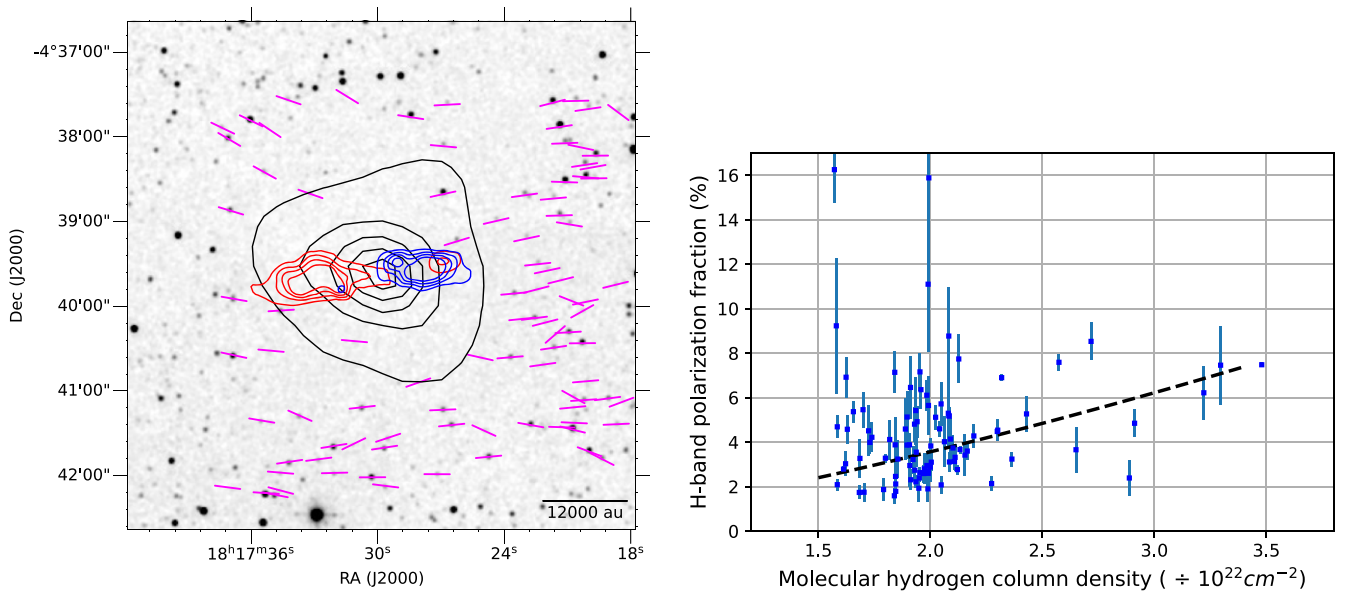 -4°37'00"
38'00"
39'00"
40'00"
41'00"
42'00"
Dec (J2000)
12000 au
18ʰ17ᵐ36ˢ
30ˢ
24ˢ
18ˢ
RA (J2000)
H-band polarization fraction (%)
16
14
12
10
8
6
4
2
0
1.5
2.0
2.5
3.0
3.5
Molecular hydrogen column density ( ÷ 10²²cm⁻²)